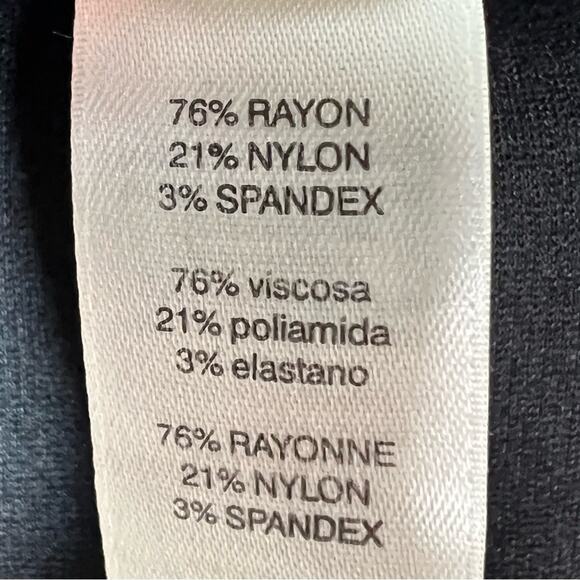 76% RAYON
21% NYLON
3% SPANDEX
76% viscosa
21% poliamida
3% elastano
76% RAYONNE
21% NYLON
3% SPANDEX